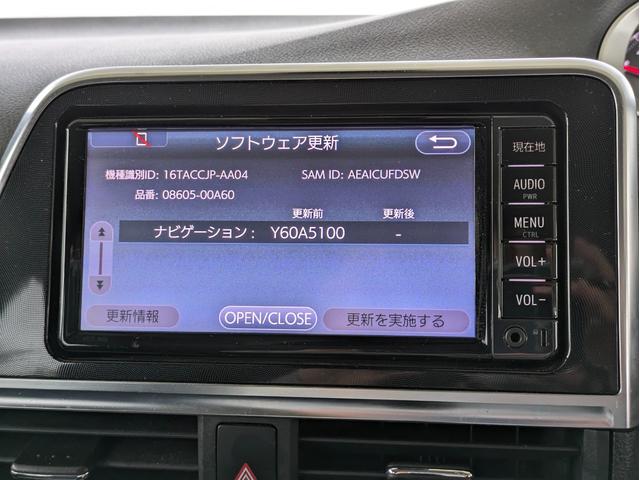 ソフトウェア更新
機種識別ID: 16TACCJP-AA04 SAM ID: AEAICUFDSW
品番: 08605-00A60
更新前 更新後
ナビゲーション : Y60A5100 -
更新情報 OPEN/CLOSE 更新を実施する
現在地
AUDIO
PWR
MENU
CTRL
VOL+
VOL-